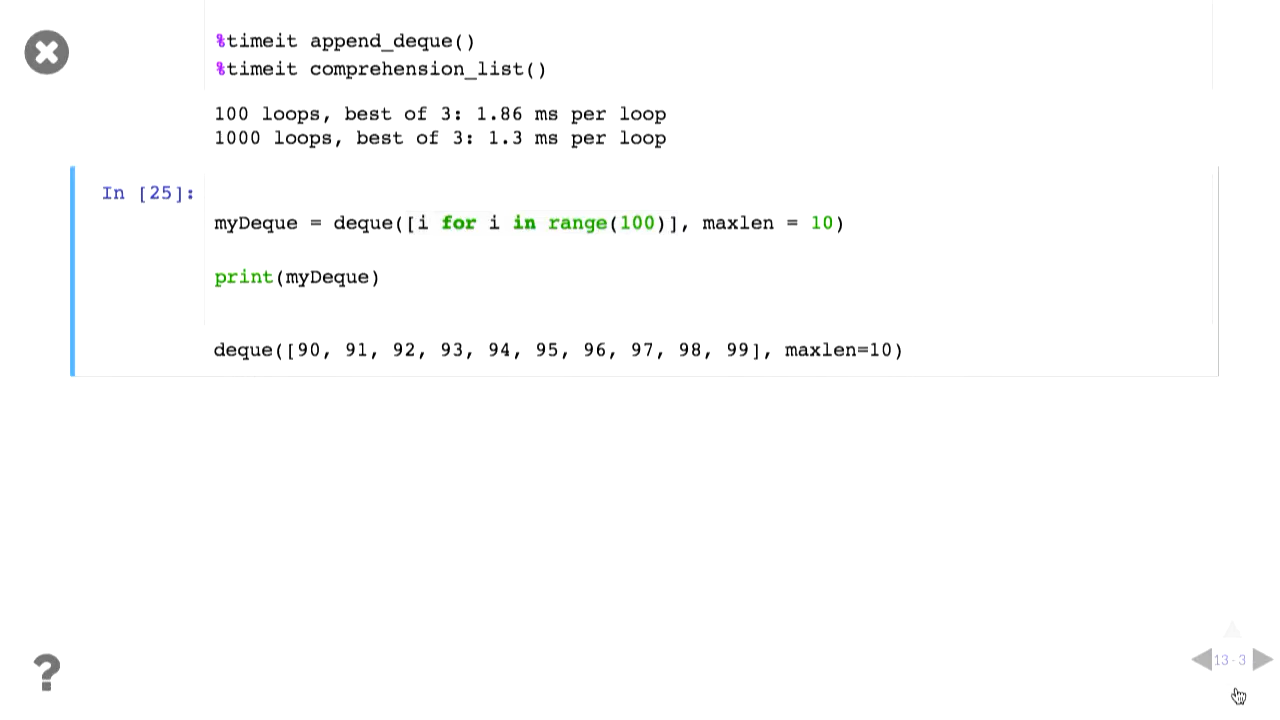 %timeit append_deque()
%timeit comprehension_list()
100 loops, best of 3: 1.86 ms per loop
1000 loops, best of 3: 1.3 ms per loop
In [25]:
myDeque = deque([i for i in range(100)], maxlen = 10)
print(myDeque)
deque([90, 91, 92, 93, 94, 95, 96, 97, 98, 99], maxlen=10)
?
13 - 3